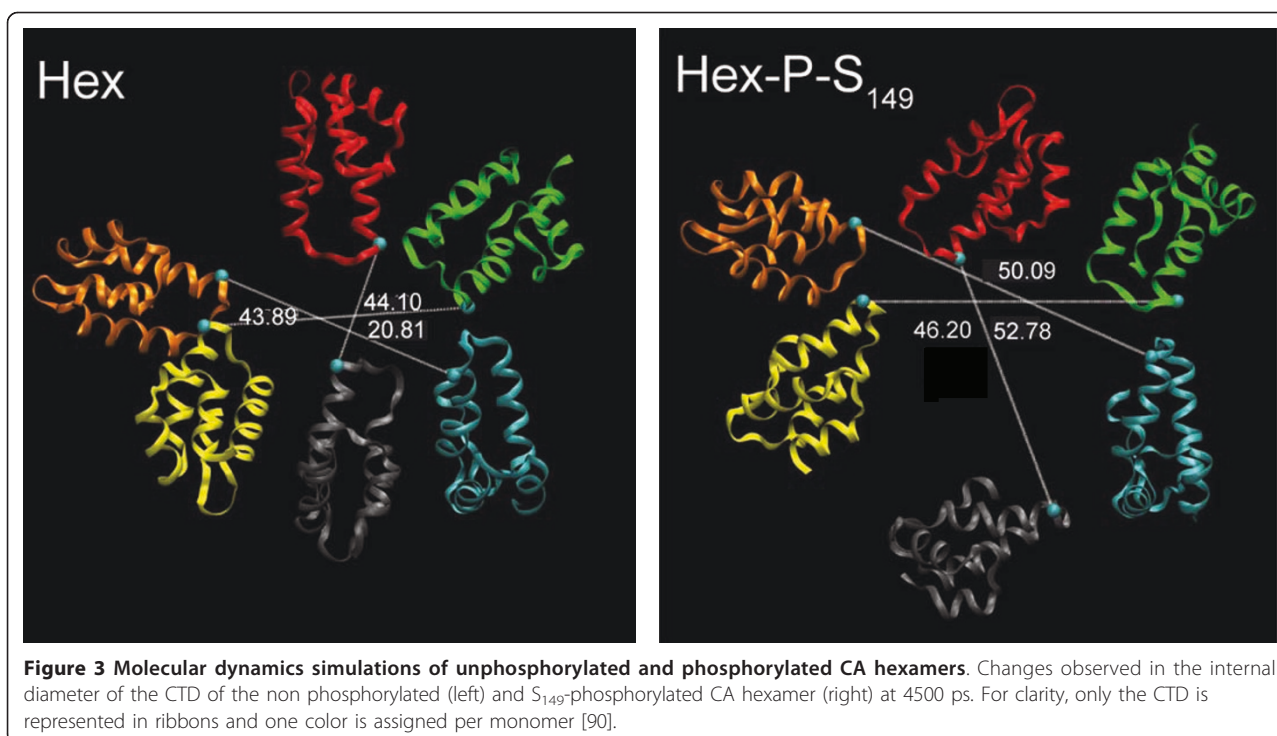 Hex
Hex-P-S149
44.10
43.89
20.81
50.09
46.20 52.78
Figure 3 Molecular dynamics simulations of unphosphorylated and phosphorylated CA hexamers. Changes observed in the internal
diameter of the CTD of the non phosphorylated (left) and S149-phosphorylated CA hexamer (right) at 4500 ps. For clarity, only the CTD is
represented in ribbons and one color is assigned per monomer [90].